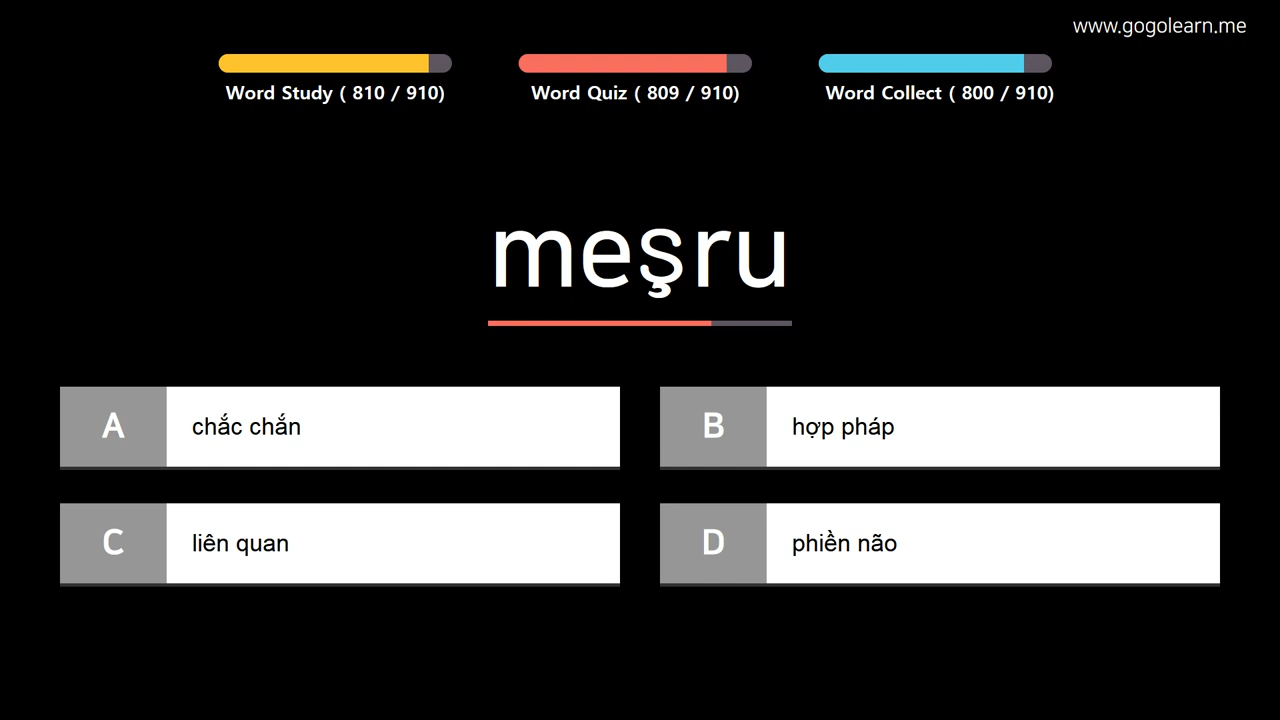 www.gogolearn.me
Word Study ( 810 / 910)
Word Quiz ( 809 / 910)
Word Collect ( 800 / 910)
meşru
A
chắc chắn
B
hợp pháp
C
liên quan
D
phiền não